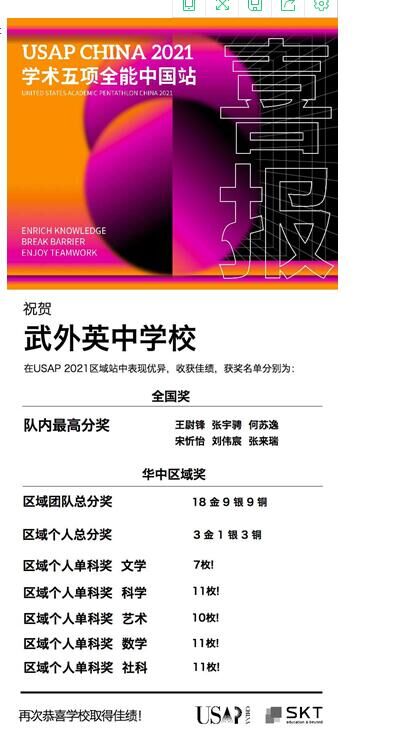 USAP CHINA 2021
学术五项全能中国站
UNITED STATES ACADEMIC PENTATHLON CHINA 2021
喜报
ENRICH KNOWLEDGE
BREAK BARRIER
ENJOY TEAMWORK
祝贺
武外英中学校
在USAP 2021区域站中表现优异，收获佳绩，获奖名单分别为：
全国奖
队内最高分奖 王尉锋 张宇骋 何苏逸
宋忻怡 刘伟宸 张来瑞
华中区域奖
区域团队总分奖 18 金 9 银 9 铜
区域个人总分奖 3 金 1 银 3 铜
区域个人单科奖 文学 7枚!
区域个人单科奖 科学 11枚!
区域个人单科奖 艺术 10枚!
区域个人单科奖 数学 11枚!
区域个人单科奖 社科 11枚!
再次恭喜学校取得佳绩！ USAP CHINA SKT
education & beyond